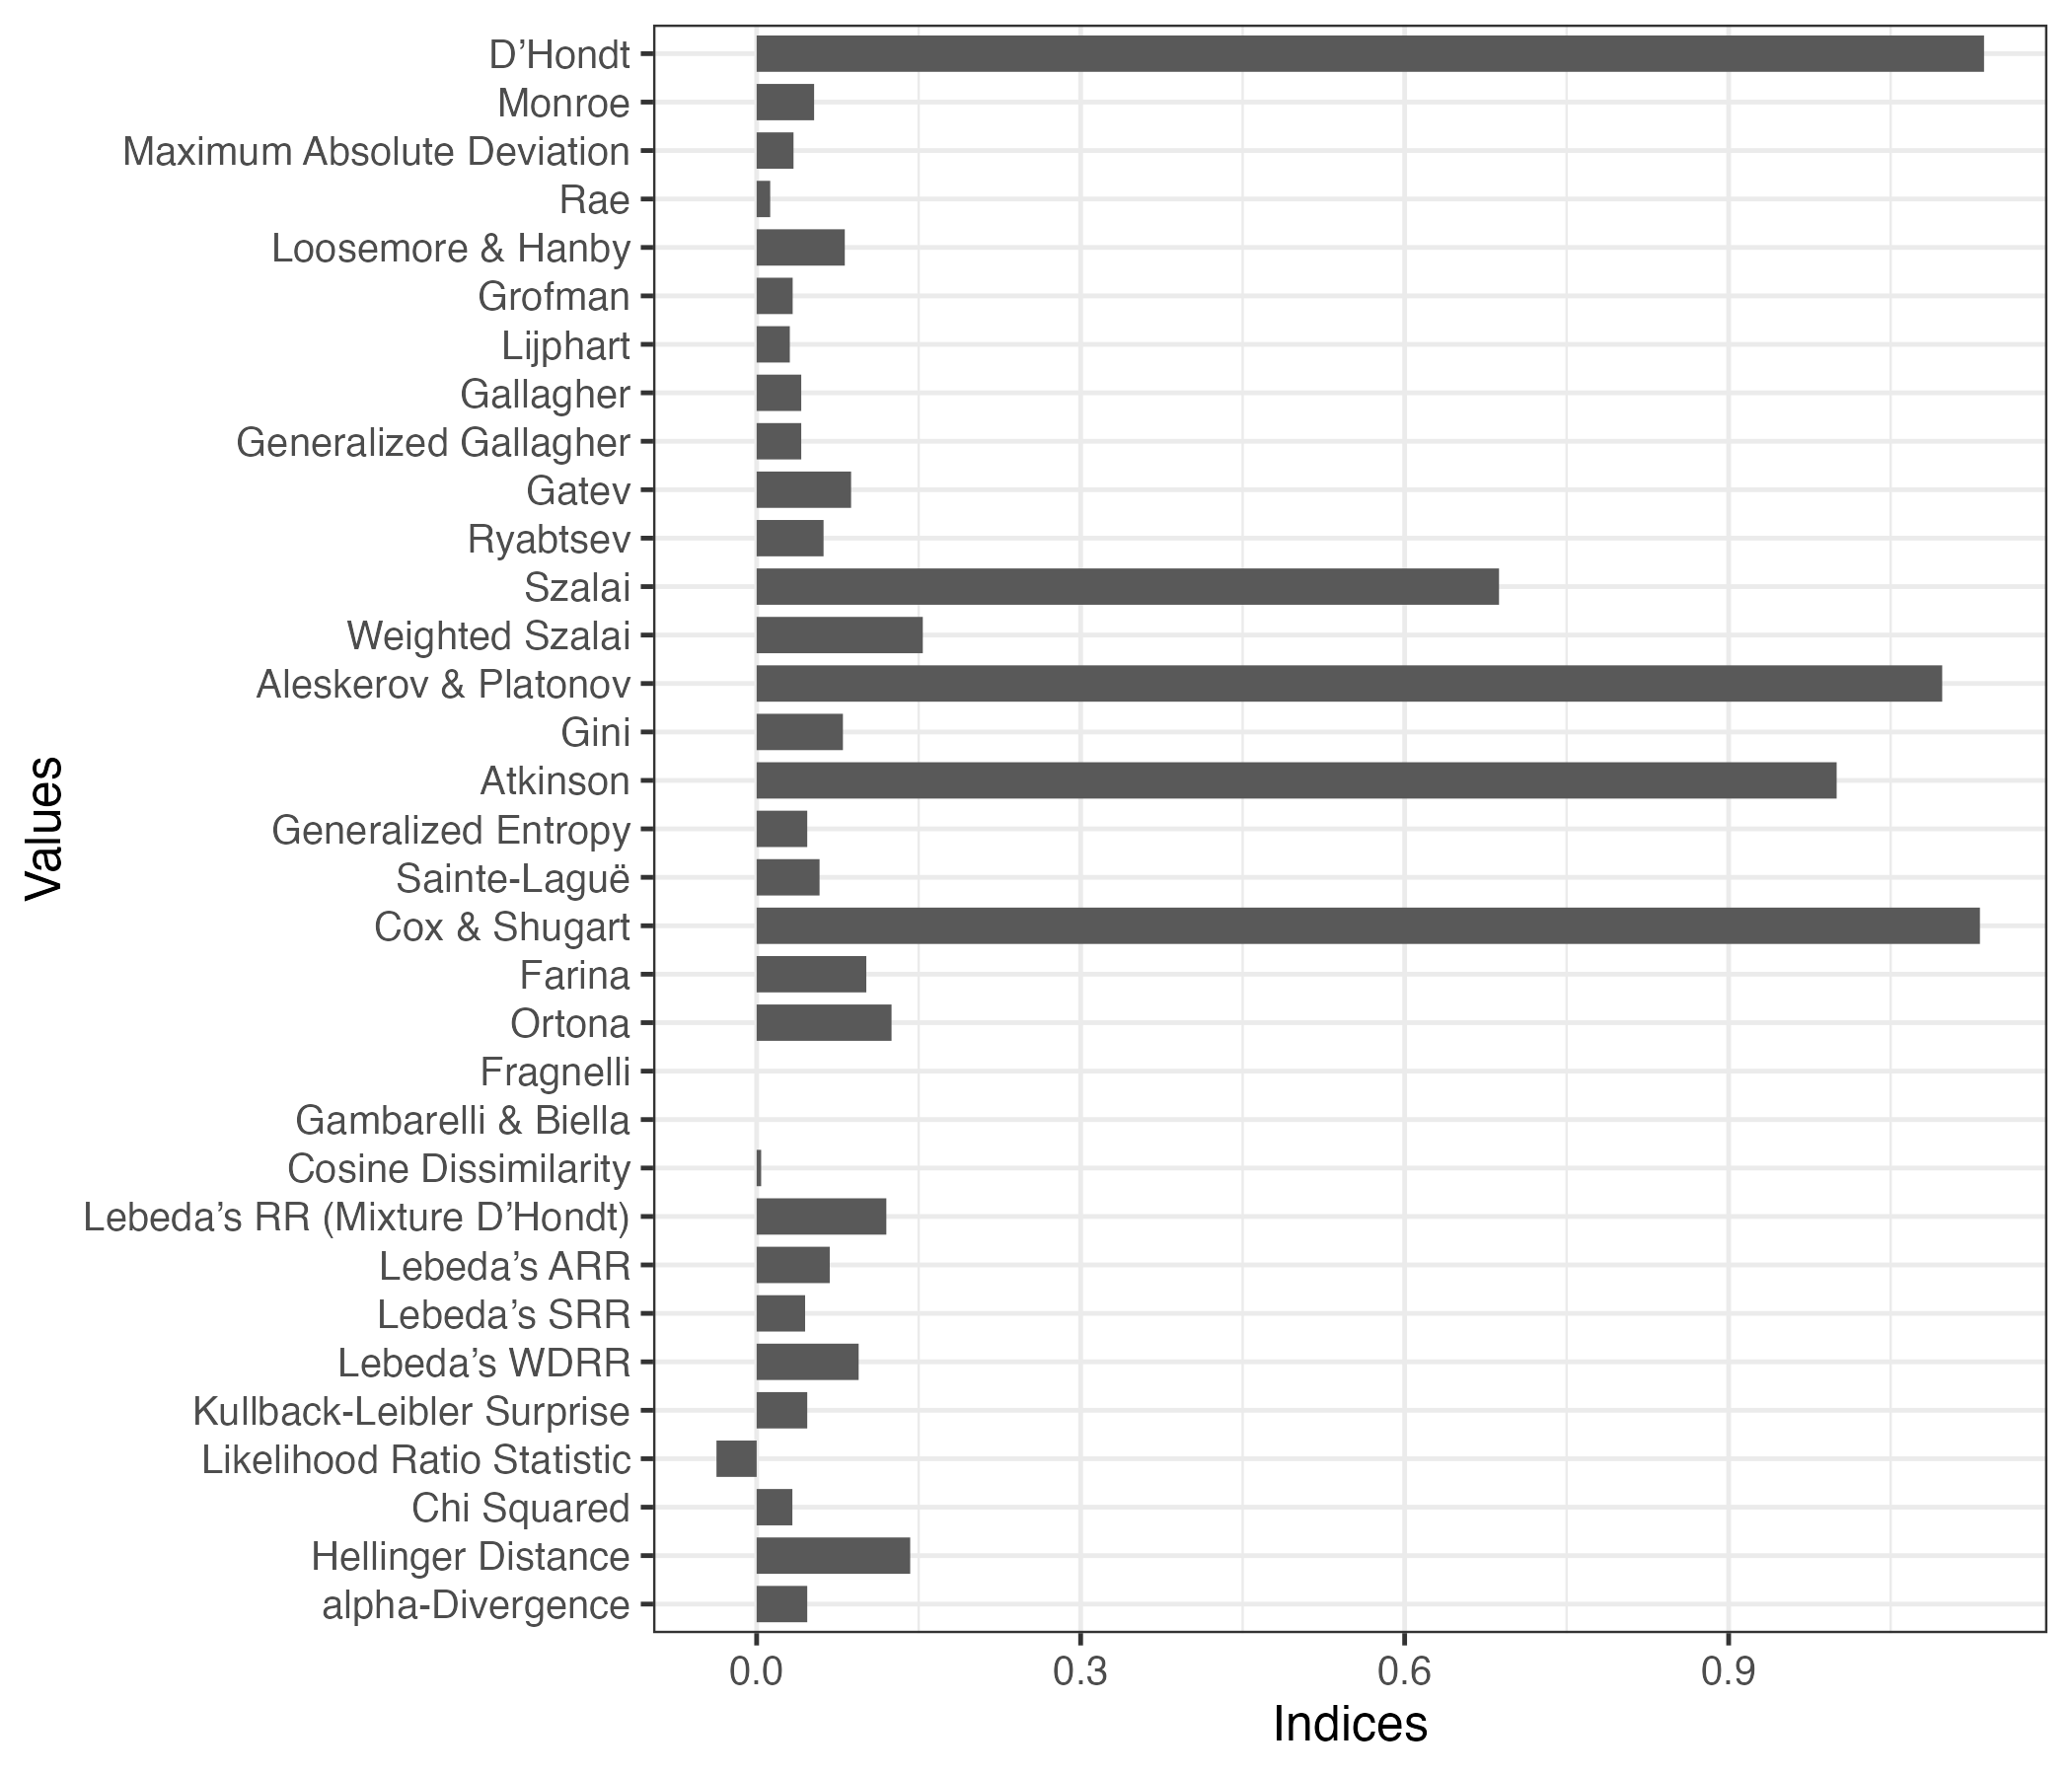 D’Hondt
Monroe
Maximum Absolute Deviation
Rae
Loosemore & Hanby
Grofman
Lijphart
Gallagher
Generalized Gallagher
Gatev
Ryabtsev
Szalai
Weighted Szalai
Aleskerov & Platonov
Gini
Atkinson
Generalized Entropy
Sainte-Laguë
Cox & Shugart
Farina
Ortona
Fragnelli
Gambarelli & Biella
Cosine Dissimilarity
Lebeda’s RR (Mixture D’Hondt)
Lebeda’s ARR
Lebeda’s SRR
Lebeda’s WDRR
Kullback-Leibler Surprise
Likelihood Ratio Statistic
Chi Squared
Hellinger Distance
alpha-Divergence
Values
0.0 0.3 0.6 0.9
Indices